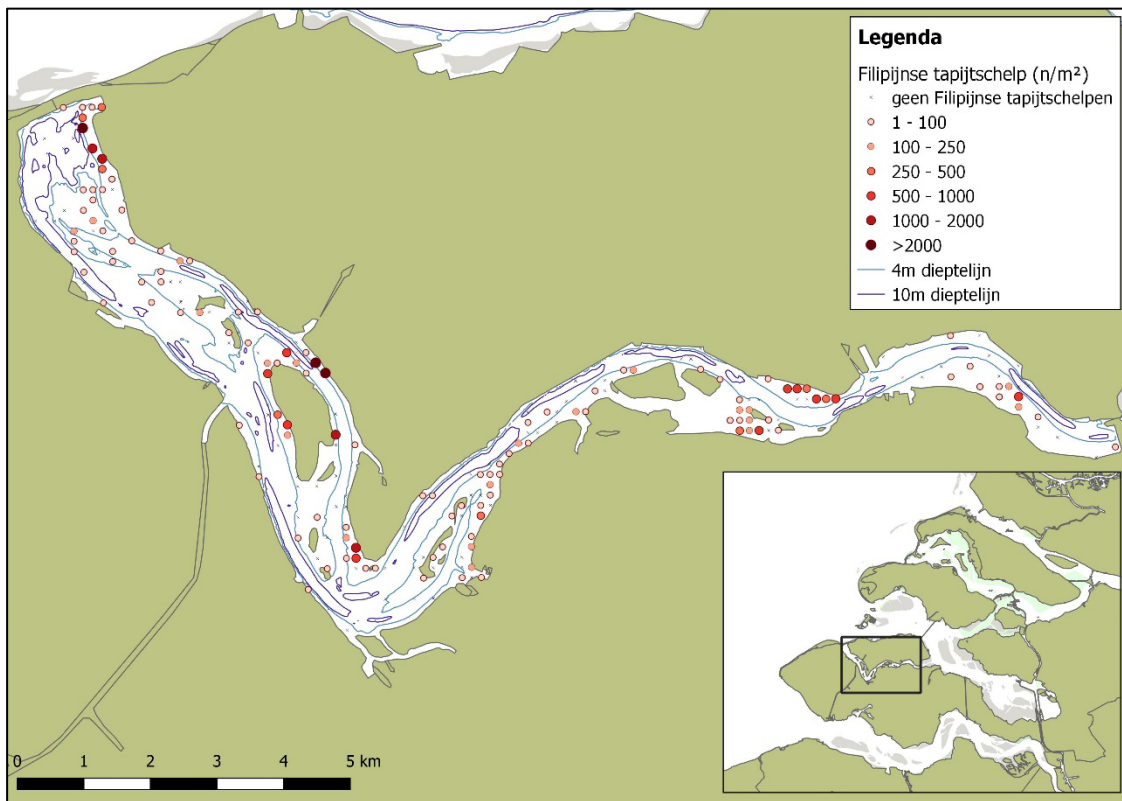 Legenda
Filipijnse tapijtschelp (n/m²)
geen Filipijnse tapijtschelpen
1 - 100
100 - 250
250 - 500
500 - 1000
1000 - 2000
>2000
4m dieptelijn
10m dieptelijn
0 1 2 3 4 5 km